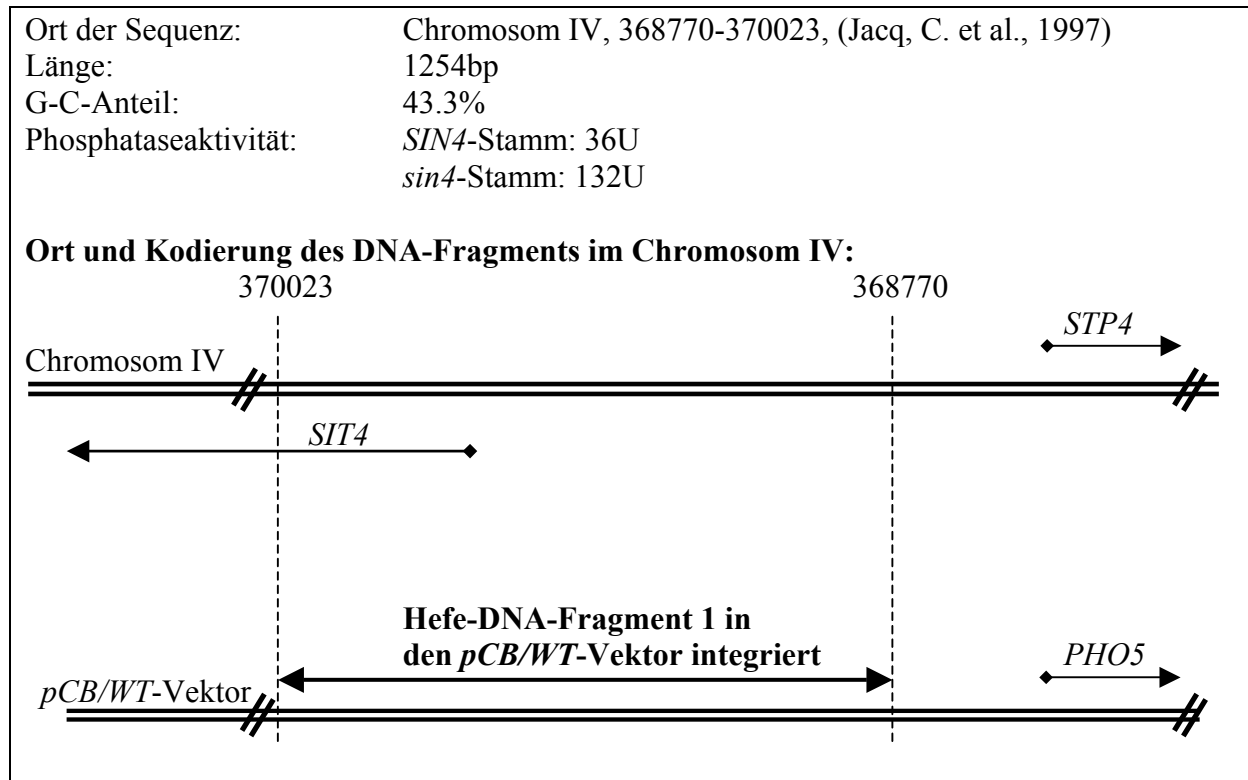 Ort der Sequenz: Chromosom IV, 368770-370023, (Jacq, C. et al., 1997)
Länge: 1254bp
G-C-Anteil: 43.3%
Phosphataseaktivität: SIN4-Stamm: 36U
sin4-Stamm: 132U
Ort und Kodierung des DNA-Fragments im Chromosom IV:
370023 368770
STP4
Chromosom IV
SIT4
Hefe-DNA-Fragment 1 in
den pCB/WT-Vektor integriert
PHO5
pCB/WT-Vektor